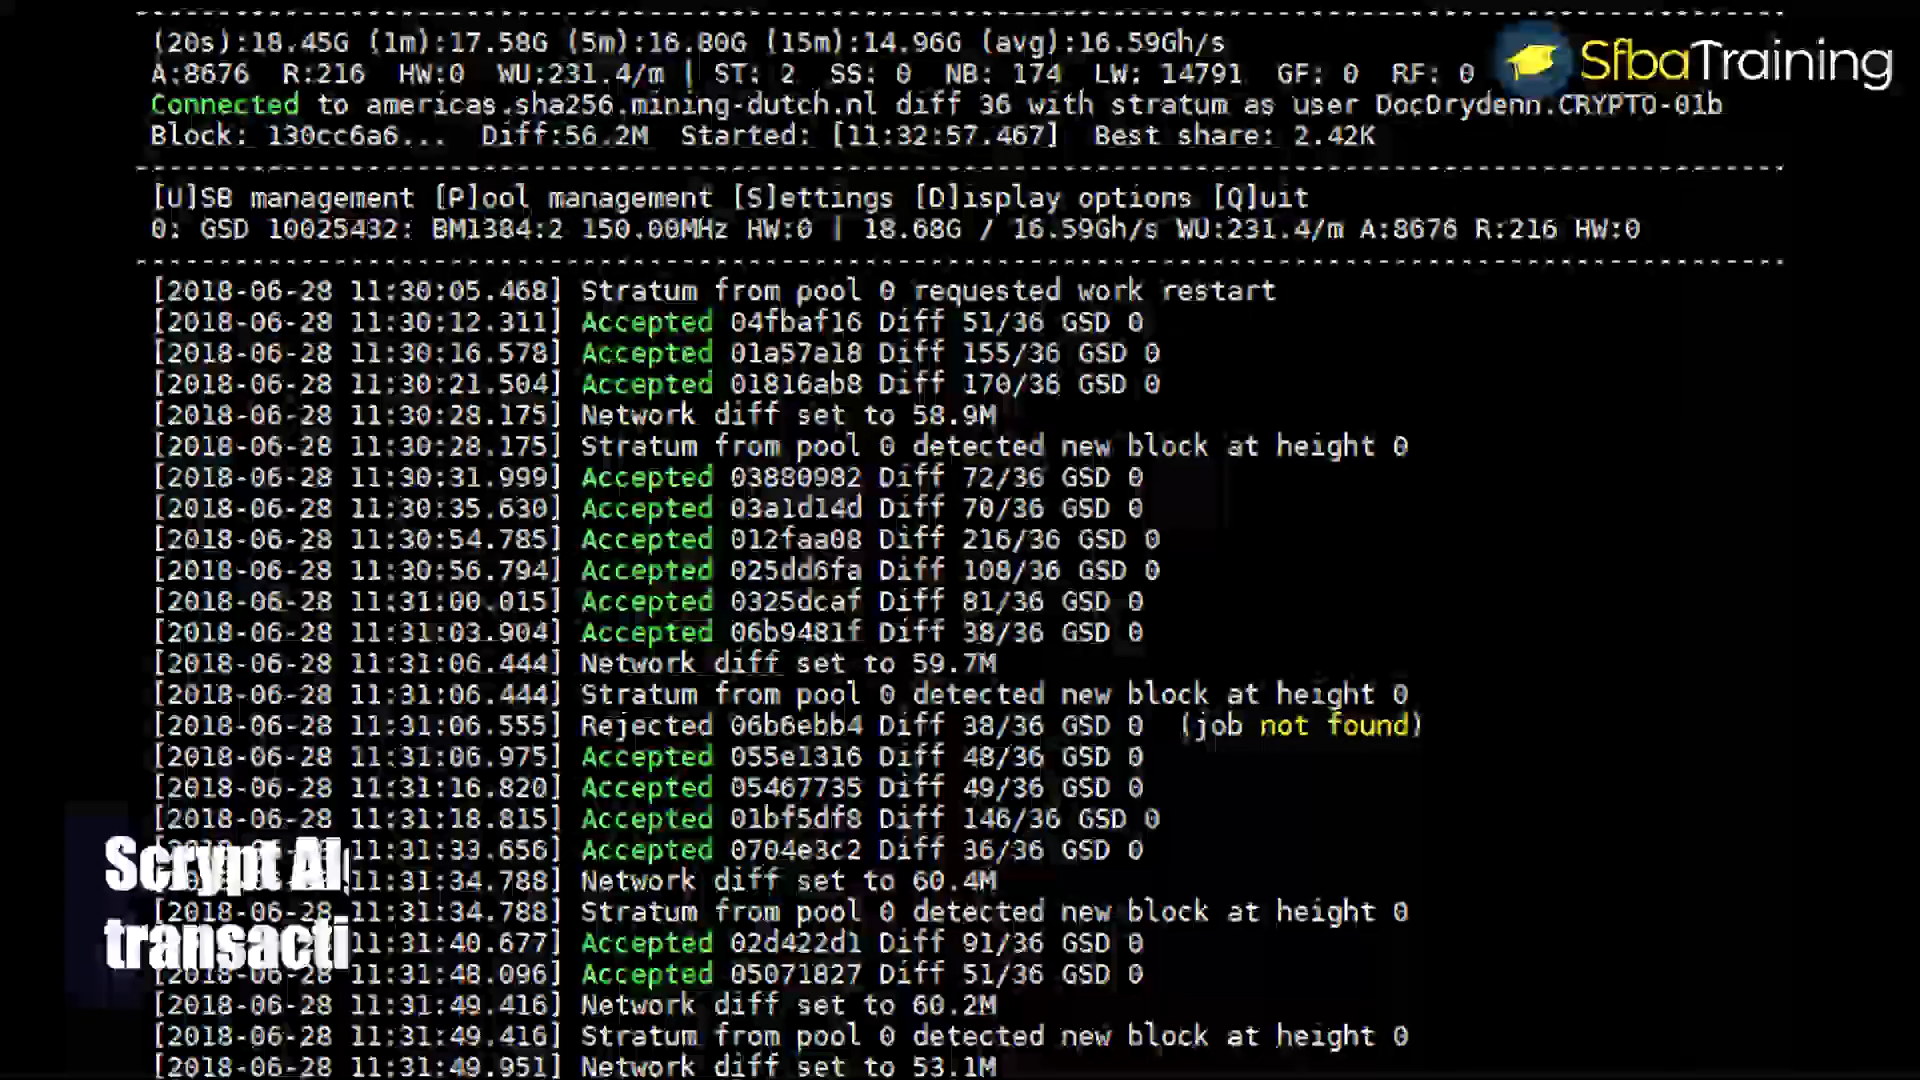 (20s):18.45G (1m):17.58G (5m):16.80G (15m):14.96G (avg):16.59Gh/s
SfbaTraining
A:8676 R:216 HW:0 WU:231.4/m | ST: 2 SS: 0 NB: 174 LW: 14791 GF: 0 RF: 0
Connected to americas.sha256.mining-dutch.nl diff 36 with stratum as user DocDrydenn.CRYPTO-01b
Block: 130cc6a6... Diff:56.2M Started: [11:32:57.467] Best share: 2.42K
[U]SB management [P]ool management [S]ettings [D]isplay options [Q]uit
0: GSD 10025432: BM1384:2 150.00MHz HW:0 | 18.68G / 16.59Gh/s WU:231.4/m A:8676 R:216 HW:0
[2018-06-28 11:30:05.468] Stratum from pool 0 requested work restart
[2018-06-28 11:30:12.311] Accepted 04fbaf16 Diff 51/36 GSD 0
[2018-06-28 11:30:16.578] Accepted 01a57a18 Diff 155/36 GSD 0
[2018-06-28 11:30:21.504] Accepted 01816ab8 Diff 170/36 GSD 0
[2018-06-28 11:30:28.175] Network diff set to 58.9M
[2018-06-28 11:30:28.175] Stratum from pool 0 detected new block at height 0
[2018-06-28 11:30:31.999] Accepted 03880982 Diff 72/36 GSD 0
[2018-06-28 11:30:35.630] Accepted 03a1d14d Diff 70/36 GSD 0
[2018-06-28 11:30:54.785] Accepted 012faa08 Diff 216/36 GSD 0
[2018-06-28 11:30:56.794] Accepted 025dd6fa Diff 108/36 GSD 0
[2018-06-28 11:31:00.015] Accepted 0325dcaf Diff 81/36 GSD 0
[2018-06-28 11:31:03.904] Accepted 06b9481f Diff 38/36 GSD 0
[2018-06-28 11:31:06.444] Network diff set to 59.7M
[2018-06-28 11:31:06.444] Stratum from pool 0 detected new block at height 0
[2018-06-28 11:31:06.555] Rejected 06b6ebb4 Diff 38/36 GSD 0 (job not found)
[2018-06-28 11:31:06.975] Accepted 055e1316 Diff 48/36 GSD 0
[2018-06-28 11:31:16.820] Accepted 05467735 Diff 49/36 GSD 0
[2018-06-28 11:31:18.815] Accepted 01bf5df8 Diff 146/36 GSD 0
[2018-06-28 11:31:33.656] Accepted 0704e3c2 Diff 36/36 GSD 0
[2018-06-28 11:31:34.788] Network diff set to 60.4M
[2018-06-28 11:31:34.788] Stratum from pool 0 detected new block at height 0
[2018-06-28 11:31:40.677] Accepted 02d422d1 Diff 91/36 GSD 0
[2018-06-28 11:31:48.096] Accepted 05071827 Diff 51/36 GSD 0
[2018-06-28 11:31:49.416] Network diff set to 60.2M
[2018-06-28 11:31:49.416] Stratum from pool 0 detected new block at height 0
[2018-06-28 11:31:49.951] Network diff set to 53.1M
Scrypt Al
transacti